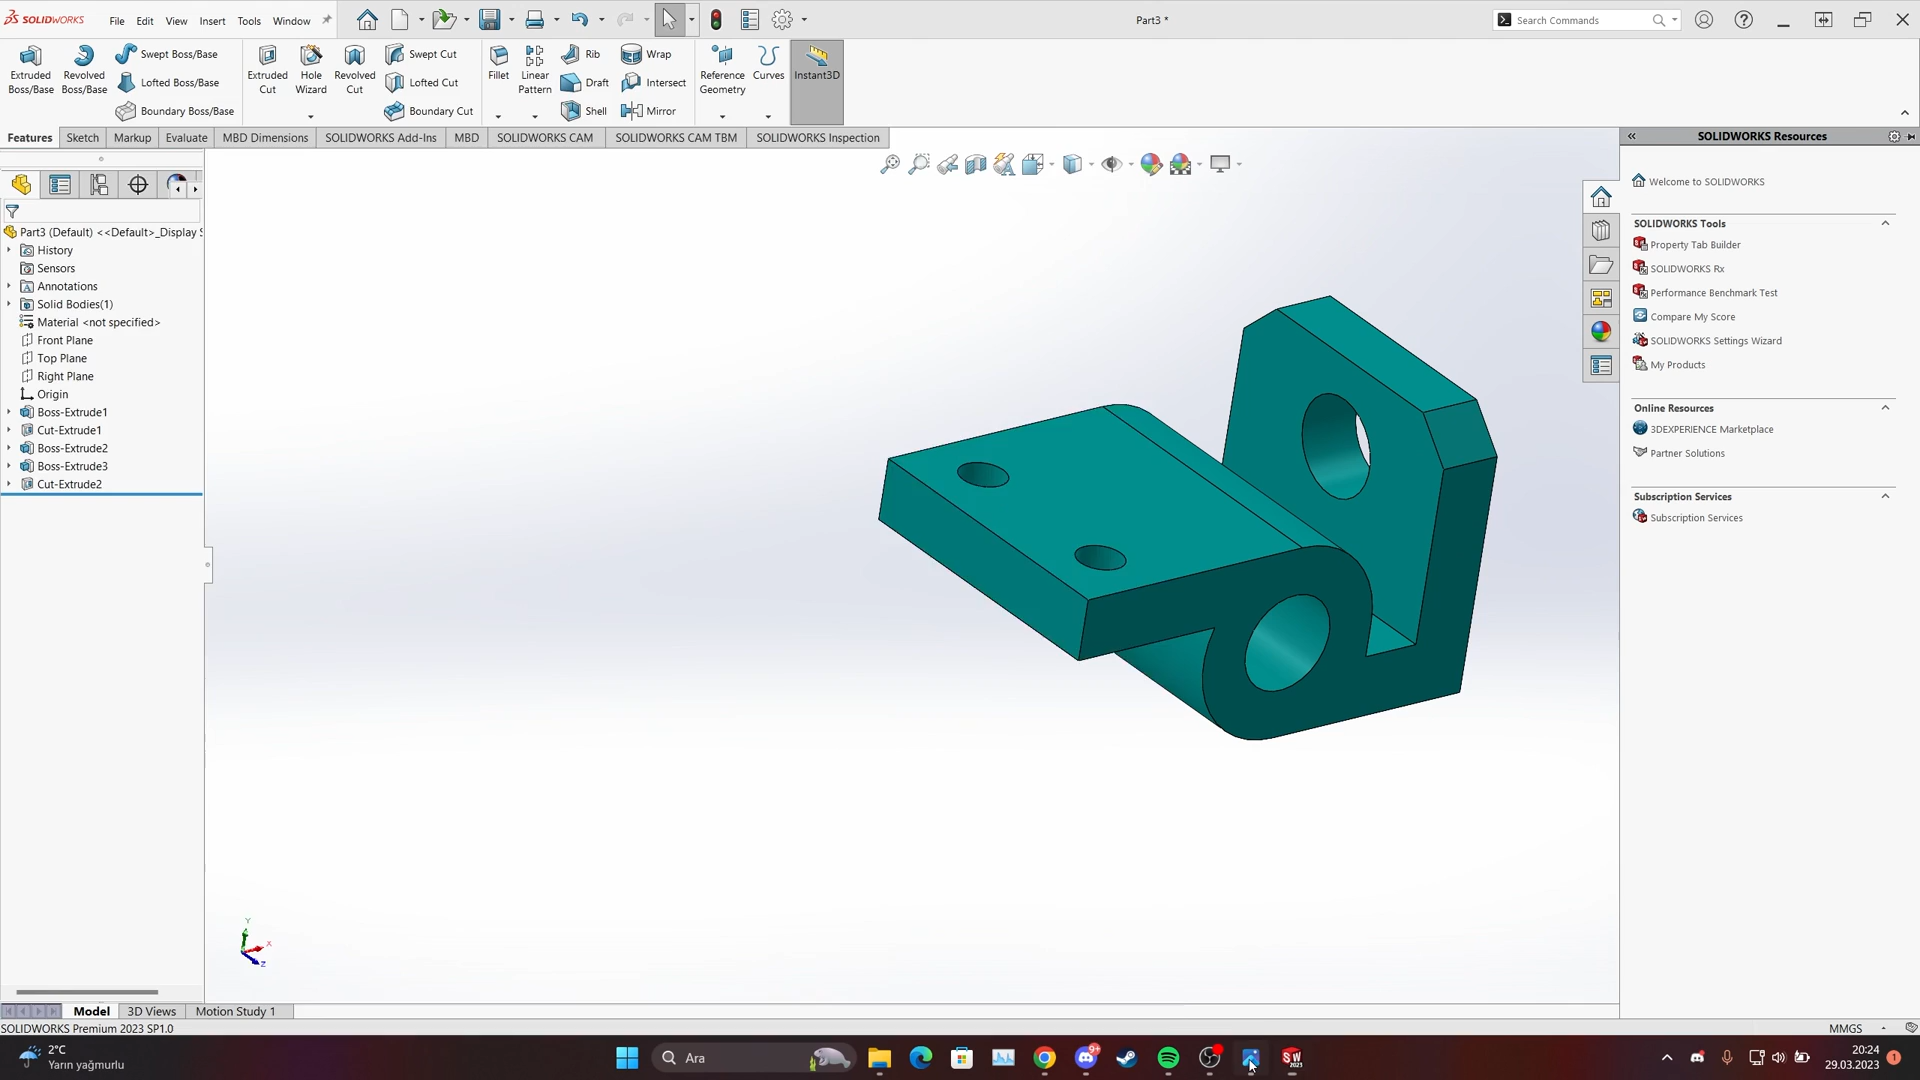 SOLIDWORKS File Edit View Insert Tools Window
Part3 *
Search Commands
Extruded Boss/Base
Revolved Boss/Base
Swept Boss/Base
Lofted Boss/Base
Boundary Boss/Base
Extruded Cut
Hole Wizard
Revolved Cut
Swept Cut
Lofted Cut
Boundary Cut
Fillet
Linear Pattern
Rib
Draft
Shell
Wrap
Intersect
Mirror
Reference Geometry
Curves
Instant3D
Features Sketch Markup Evaluate MBD Dimensions SOLIDWORKS Add-Ins MBD SOLIDWORKS CAM SOLIDWORKS CAM TBM SOLIDWORKS Inspection
Part3 (Default) <<Default>_Display S
History
Sensors
Annotations
Solid Bodies(1)
Material <not specified>
Front Plane
Top Plane
Right Plane
Origin
Boss-Extrude1
Cut-Extrude1
Boss-Extrude2
Boss-Extrude3
Cut-Extrude2
Y
X
Z
SOLIDWORKS Resources
Welcome to SOLIDWORKS
SOLIDWORKS Tools
Property Tab Builder
SOLIDWORKS Rx
Performance Benchmark Test
Compare My Score
SOLIDWORKS Settings Wizard
My Products
Online Resources
3DEXPERIENCE Marketplace
Partner Solutions
Subscription Services
Subscription Services
Model 3D Views Motion Study 1
SOLIDWORKS Premium 2023 SP1.0
MMGS
2°C
Yarın yağmurlu
Ara
9+
SW
2023
20:24
29.03.2023
1